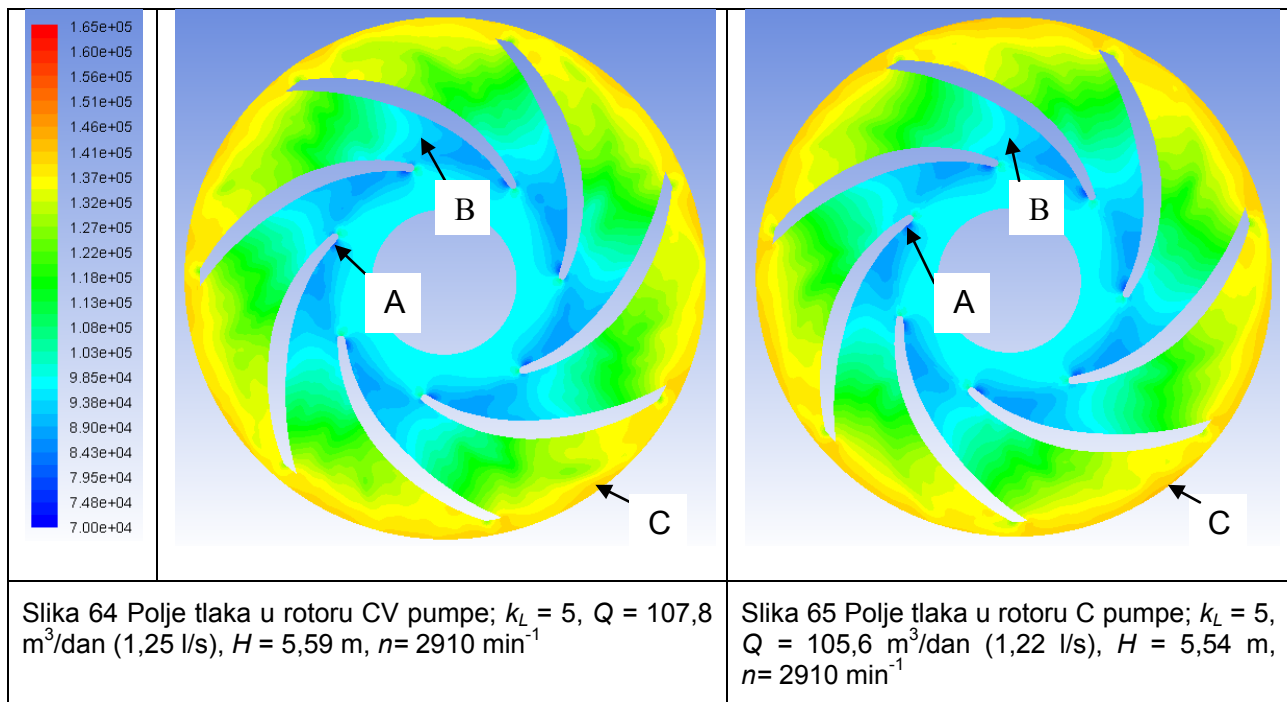 1.65e+05
1.60e+05
1.56e+05
1.51e+05
1.46e+05
1.41e+05
1.37e+05
1.32e+05
1.27e+05
1.22e+05
1.18e+05
1.13e+05
1.08e+05
1.03e+05
9.85e+04
9.38e+04
8.90e+04
8.43e+04
7.95e+04
7.48e+04
7.00e+04
B
A
C
B
A
C
Slika 64 Polje tlaka u rotoru CV pumpe; k_L = 5, Q = 107,8
m³/dan (1,25 l/s), H = 5,59 m, n= 2910 min⁻¹
Slika 65 Polje tlaka u rotoru C pumpe; k_L = 5,
Q = 105,6 m³/dan (1,22 l/s), H = 5,54 m,
n= 2910 min⁻¹